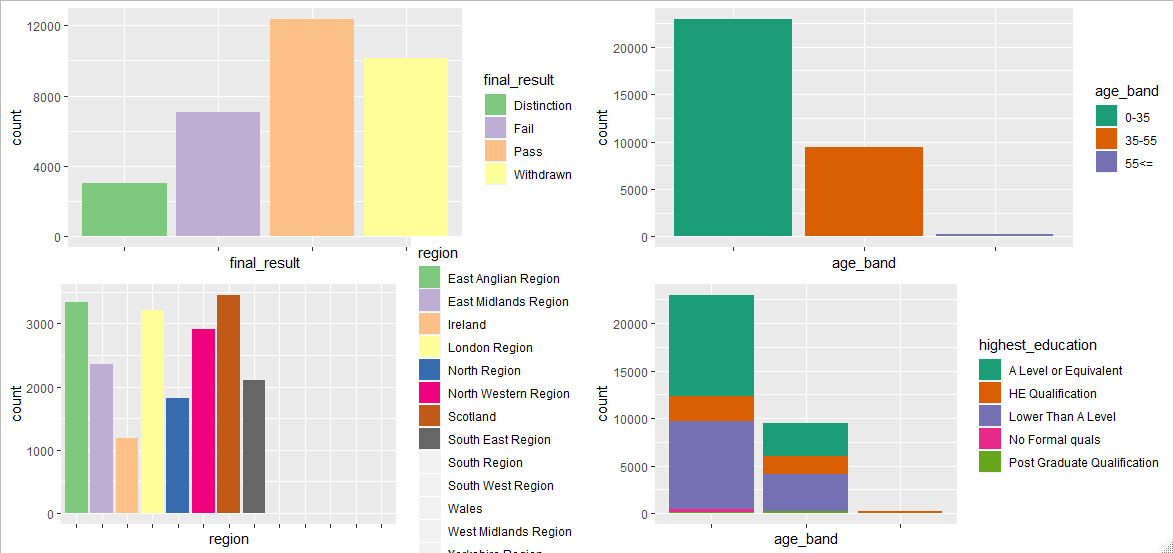 12000
8000
4000
0
count
final_result
final_result
Distinction
Fail
Pass
Withdrawn
20000
15000
10000
5000
0
count
age_band
age_band
0-35
35-55
55<=
3000
2000
1000
0
count
region
region
East Anglian Region
East Midlands Region
Ireland
London Region
North Region
North Western Region
Scotland
South East Region
South Region
South West Region
Wales
West Midlands Region
Yorkshire Region
20000
15000
10000
5000
0
count
age_band
highest_education
A Level or Equivalent
HE Qualification
Lower Than A Level
No Formal quals
Post Graduate Qualification